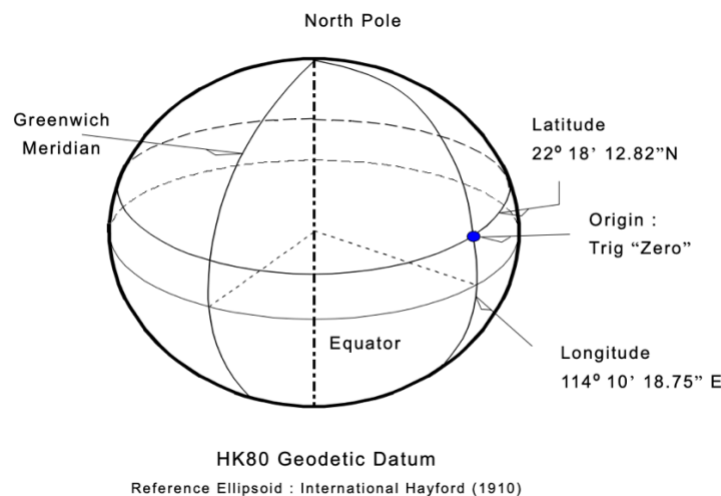 North Pole
Greenwich
Meridian
Latitude
22º 18’ 12.82”N
Origin :
Trig “Zero”
Equator
Longitude
114º 10’ 18.75” E
HK80 Geodetic Datum
Reference Ellipsoid : International Hayford (1910)